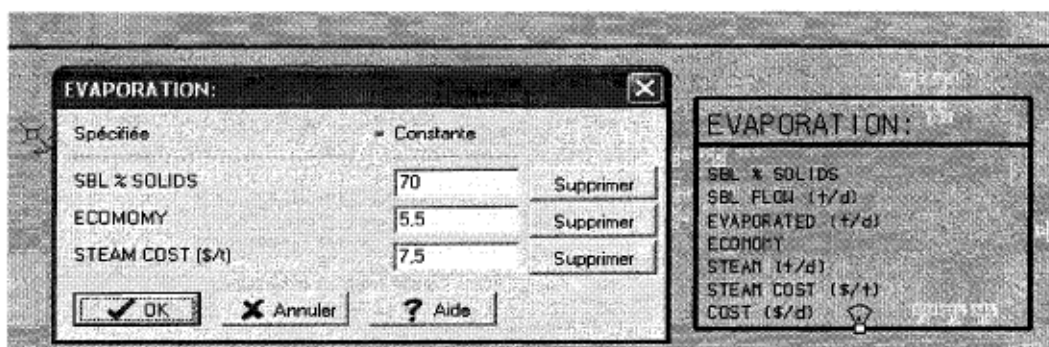 EVAPORATION:
Spécifiée = Constante
SBL % SOLIDS 70 Supprimer
ECOMOMY 5.5 Supprimer
STEAM COST ($/t) 7.5 Supprimer
OK Annuler ? Aide
EVAPORATION:
SBL % SOLIDS
SBL FLOW (t/d)
EVAPORATED (t/d)
ECONOMY
STEAM (t/d)
STEAM COST ($/t)
COST ($/d)